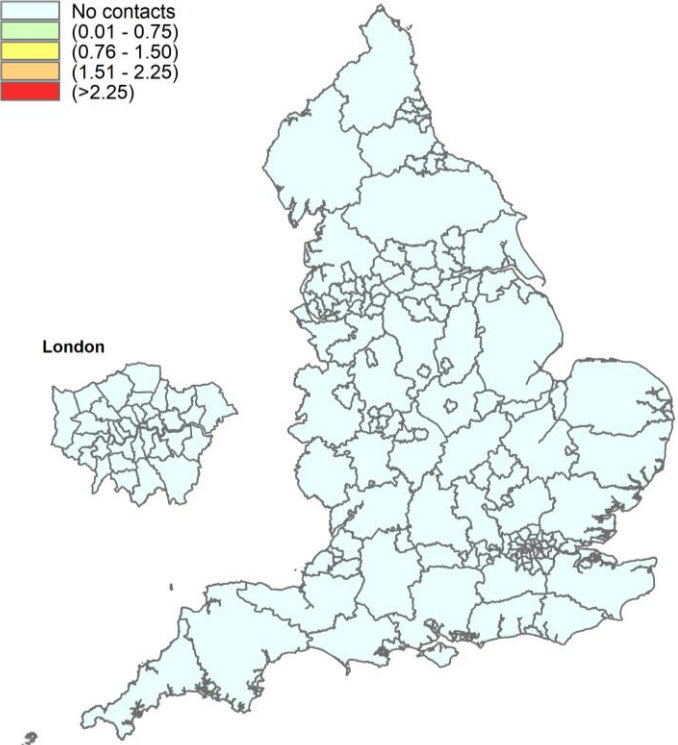 No contacts
(0.01 - 0.75)
(0.76 - 1.50)
(1.51 - 2.25)
(>2.25)
London